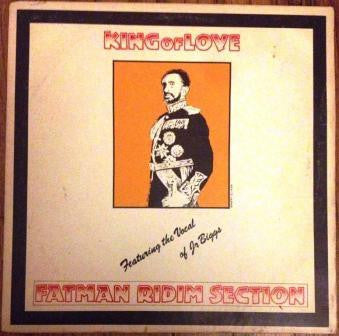 KING OF LOVE
Featuring the Vocal
of Jr Biggs
FATMAN RIDIM SECTION